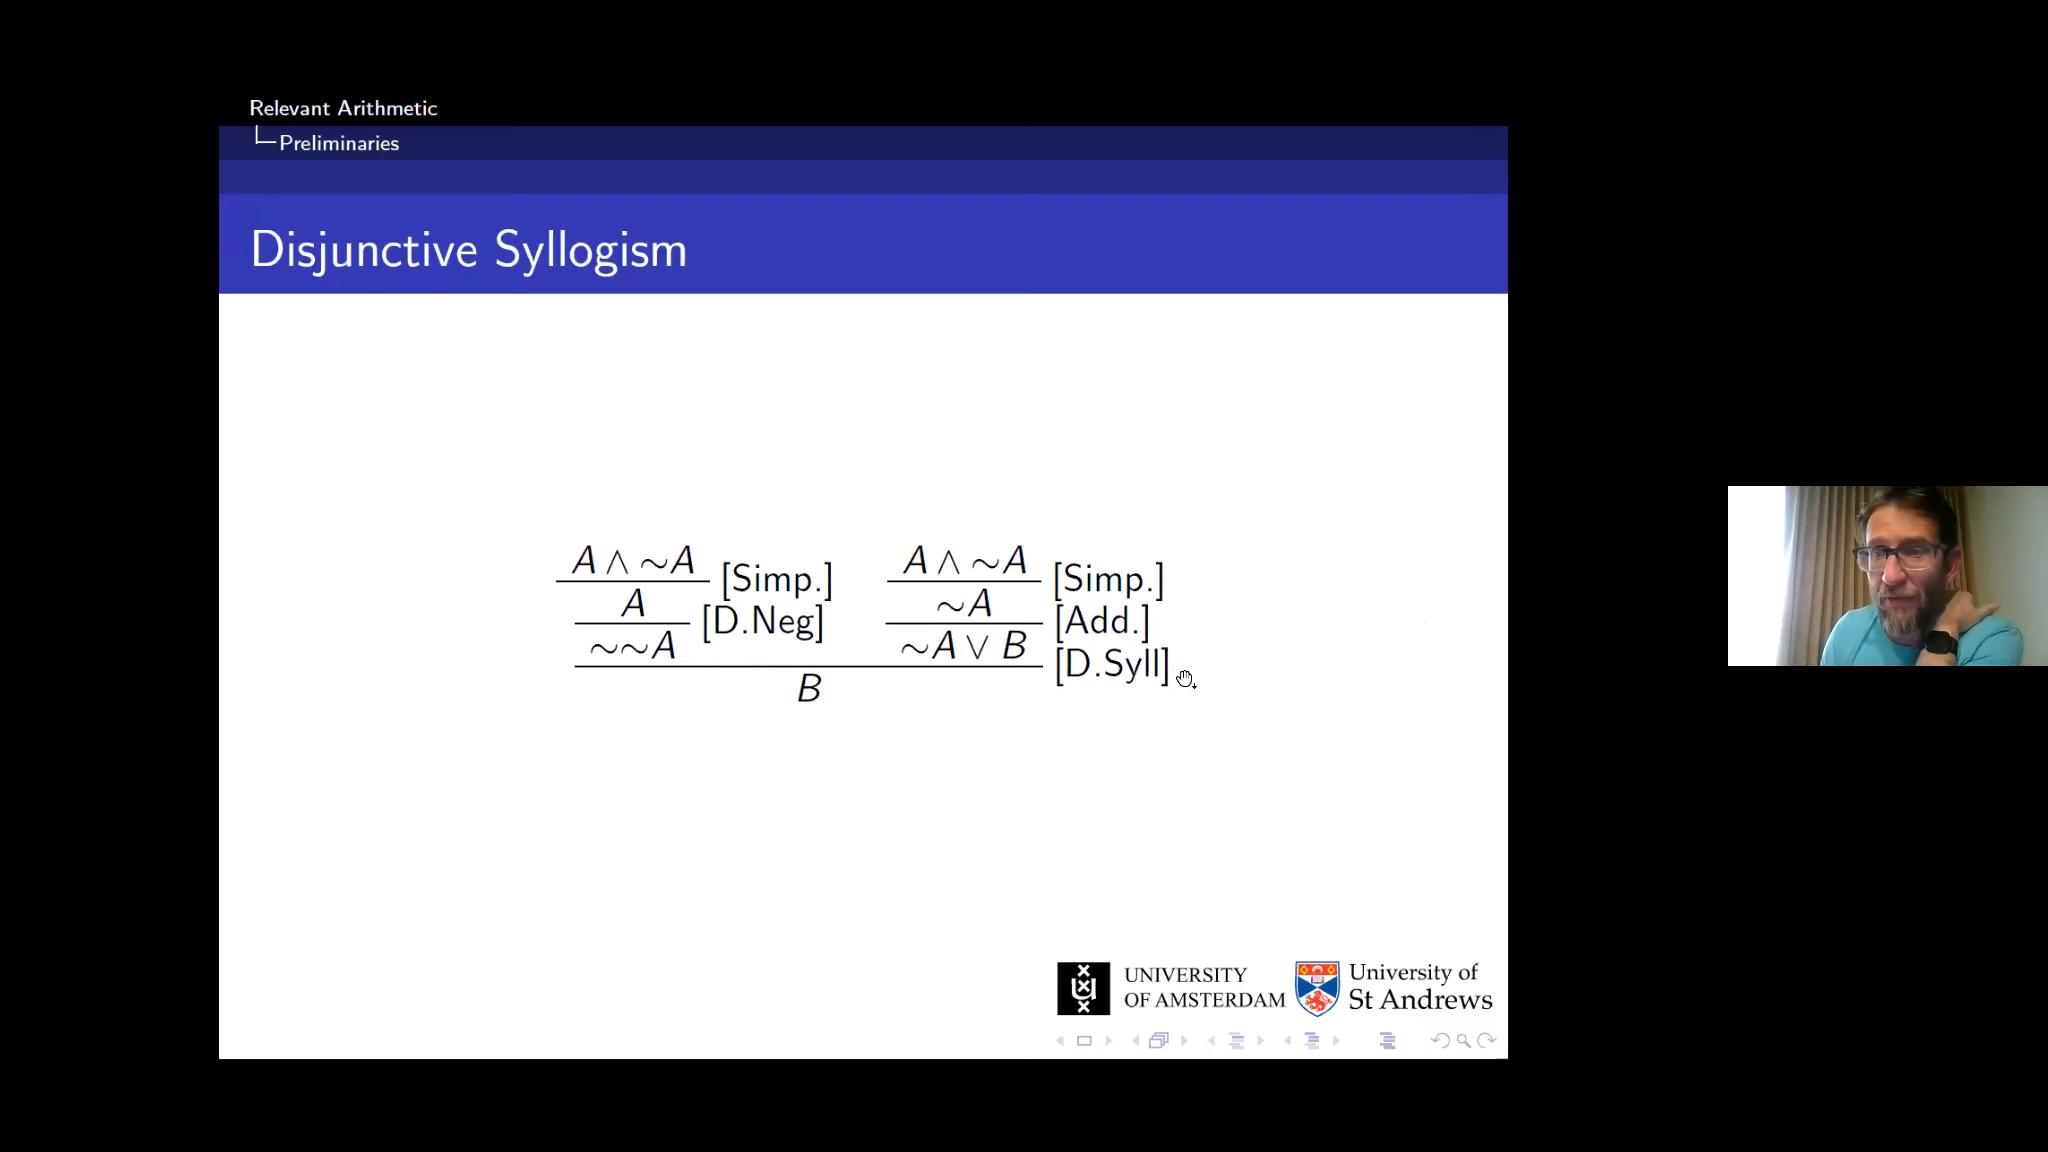 Relevant Arithmetic
Preliminaries
Disjunctive Syllogism
A ∧ ∼A [Simp.] A ∧ ∼A [Simp.]
A [D.Neg] ∼A [Add.]
∼∼A ∼A ∨ B [D.Syll]
B
UNIVERSITY OF AMSTERDAM
University of St Andrews